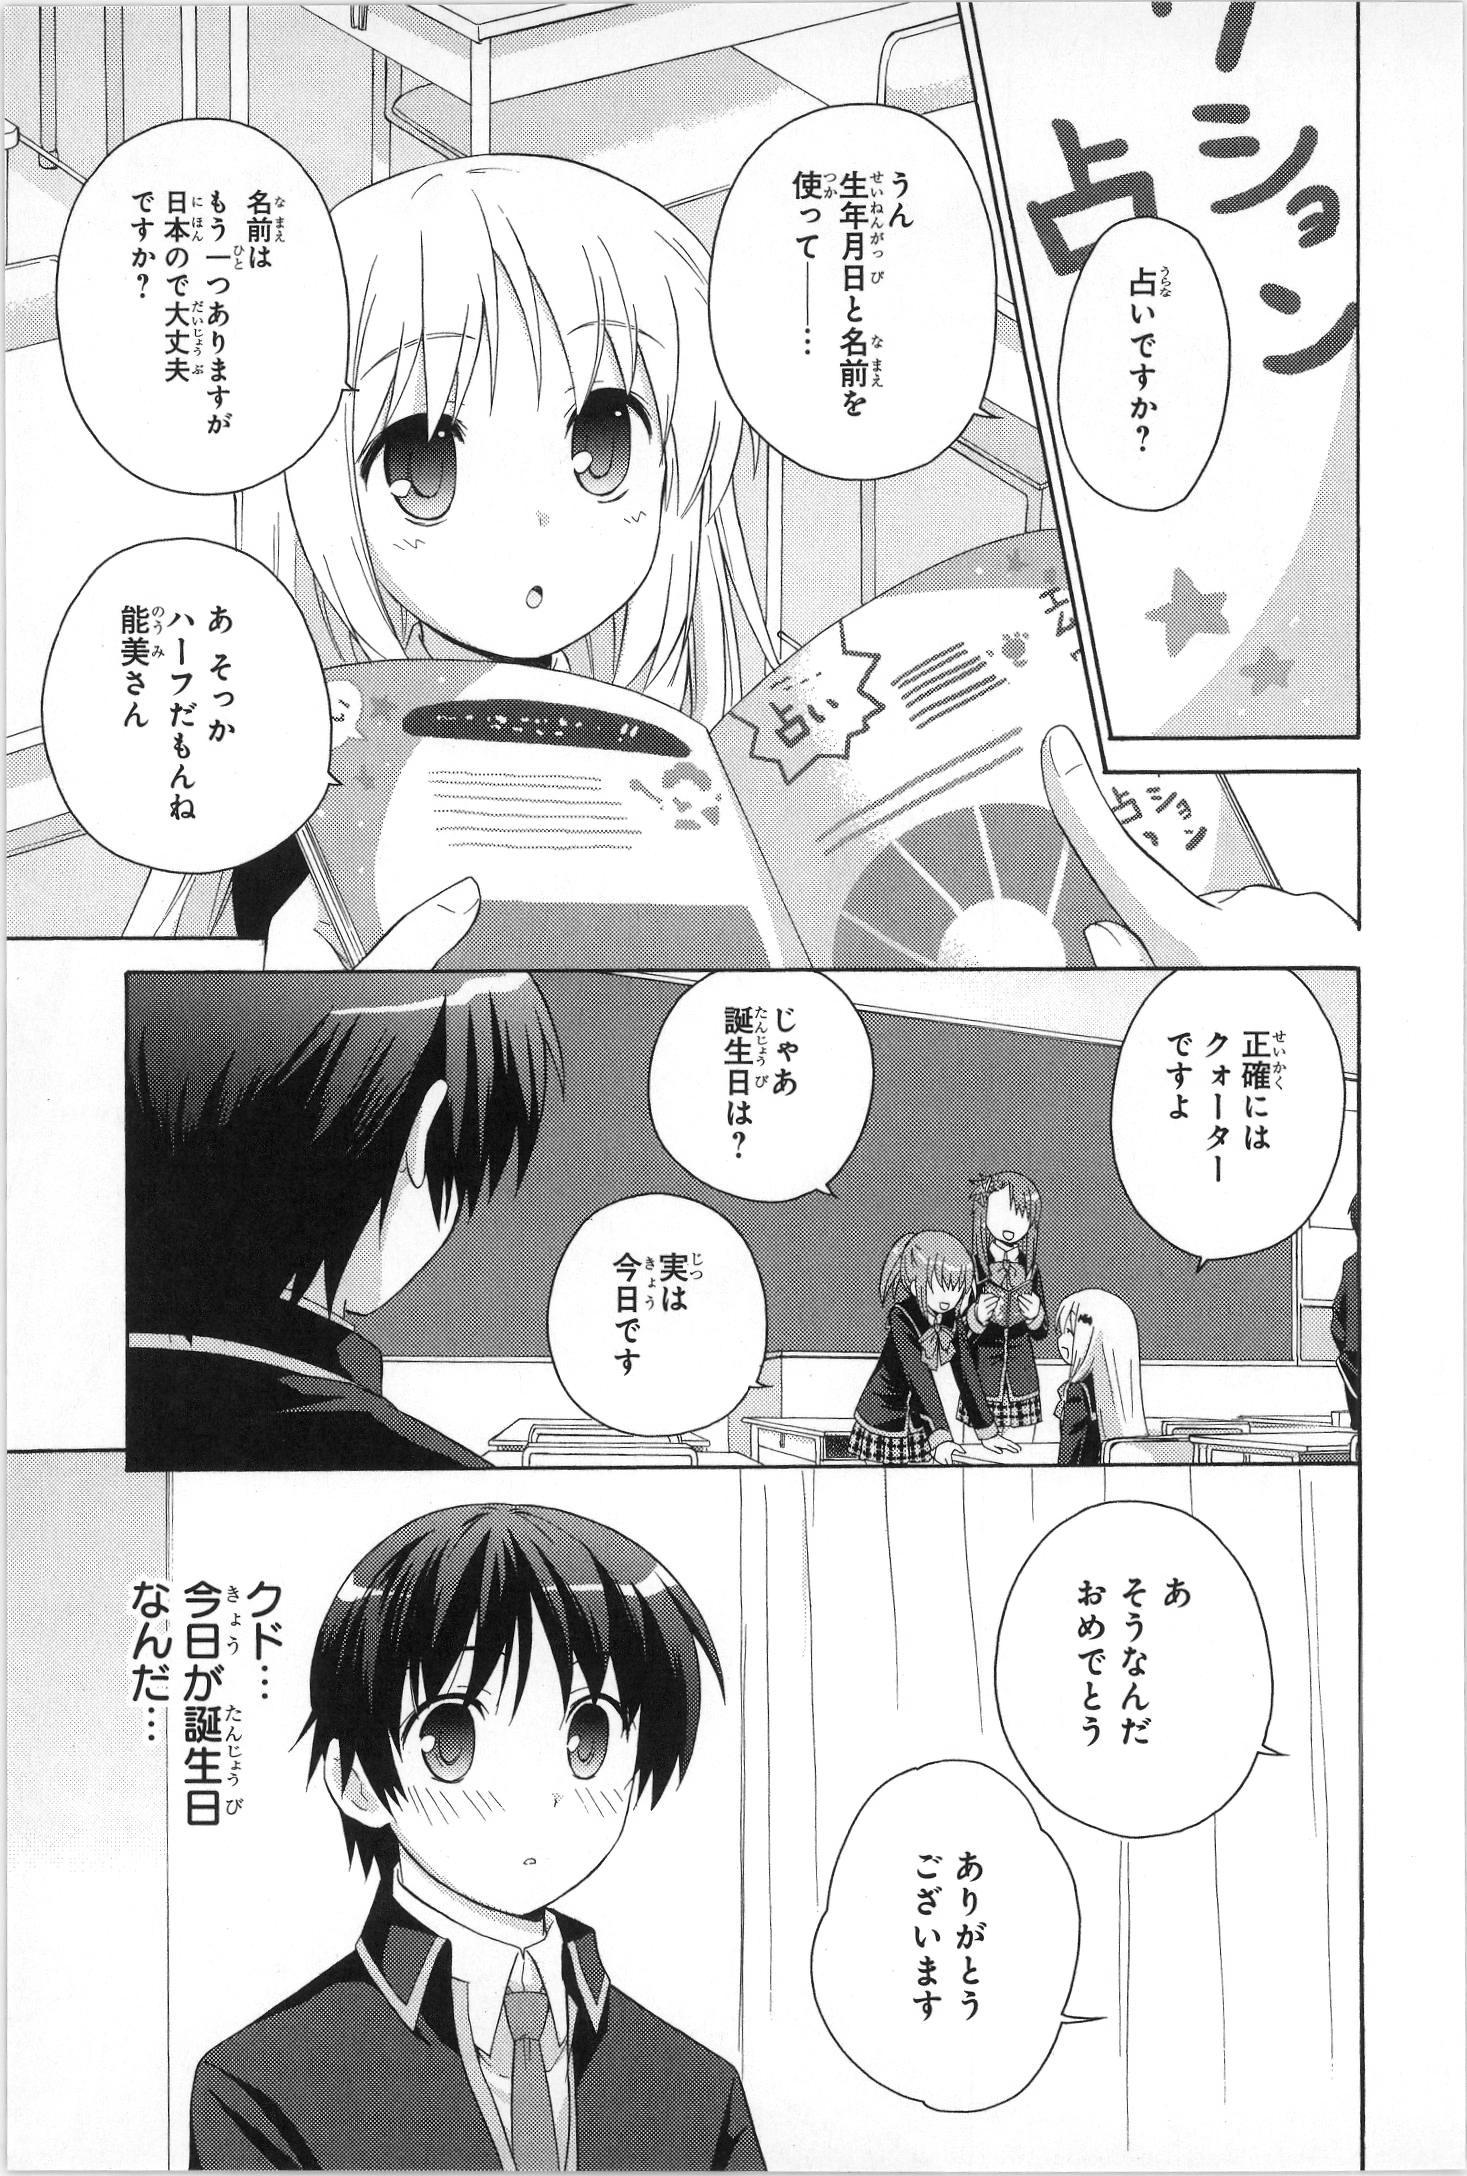 ション
占
占いですか？
うん
生年月日と名前を
使って――…
名前は
もう一つありますが
日本ので大丈夫
ですか？
あ そっか
ハーフだもんね
能美さん
占い
ション
占い
正確には
クォーター
ですよ
じゃあ
誕生日は？
実は
今日です
あ
そうなんだ
おめでとう
ありがとう
ございます
クド…
今日が誕生日
なんだ…